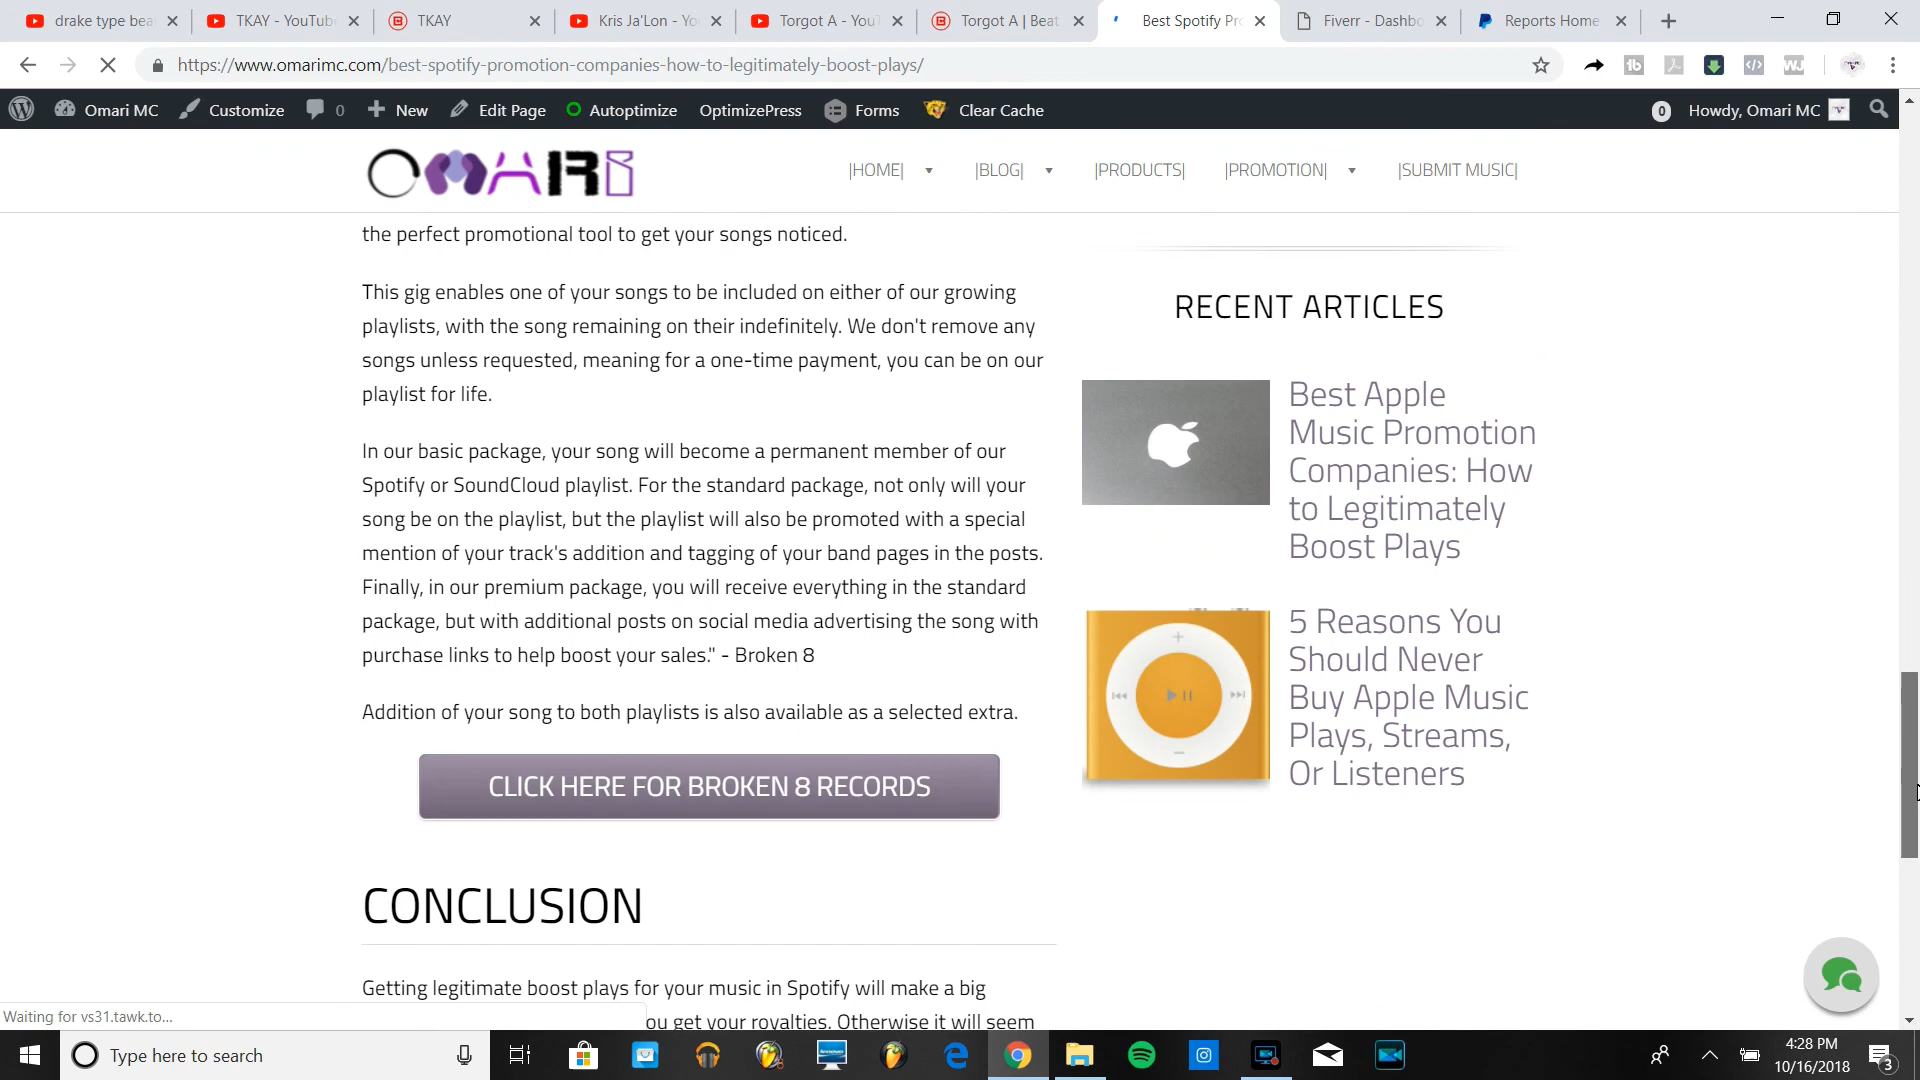 drake type bea
TKAY - YouTub
TKAY
Kris Ja'Lon - Yo
Torgot A - YouT
Torgot A | Beat
Best Spotify Pr
Fiverr - Dashbo
Reports Home
https://www.omarimc.com/best-spotify-promotion-companies-how-to-legitimately-boost-plays/
Omari MC
Customize
0
New
Edit Page
Autoptimize
OptimizePress
Forms
Clear Cache
0
Howdy, Omari MC
OMARI
|HOME|
|BLOG|
|PRODUCTS|
|PROMOTION|
|SUBMIT MUSIC|
the perfect promotional tool to get your songs noticed.
This gig enables one of your songs to be included on either of our growing
playlists, with the song remaining on their indefinitely. We don't remove any
songs unless requested, meaning for a one-time payment, you can be on our
playlist for life.
In our basic package, your song will become a permanent member of our
Spotify or SoundCloud playlist. For the standard package, not only will your
song be on the playlist, but the playlist will also be promoted with a special
mention of your track's addition and tagging of your band pages in the posts.
Finally, in our premium package, you will receive everything in the standard
package, but with additional posts on social media advertising the song with
purchase links to help boost your sales." - Broken 8
Addition of your song to both playlists is also available as a selected extra.
CLICK HERE FOR BROKEN 8 RECORDS
CONCLUSION
Getting legitimate boost plays for your music in Spotify will make a big
ou get your royalties. Otherwise it will seem
RECENT ARTICLES
Best Apple
Music Promotion
Companies: How
to Legitimately
Boost Plays
5 Reasons You
Should Never
Buy Apple Music
Plays, Streams,
Or Listeners
Waiting for vs31.tawk.to...
Type here to search
4:28 PM
10/16/2018
3